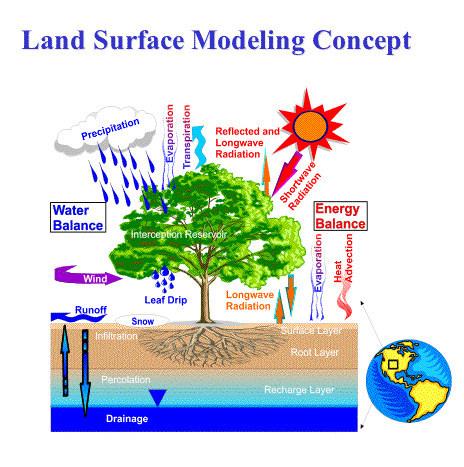 Land Surface Modeling Concept
Precipitation
Evaporation
Transpiration
Reflected and
Longwave
Radiation
Shortwave
Radiation
Water
Balance
Interception Reservoir
Energy
Balance
Evaporation
Heat
Advection
Wind
Leaf Drip
Longwave
Radiation
Runoff
Snow
Infiltration
Surface Layer
Root Layer
Percolation
Recharge Layer
Drainage